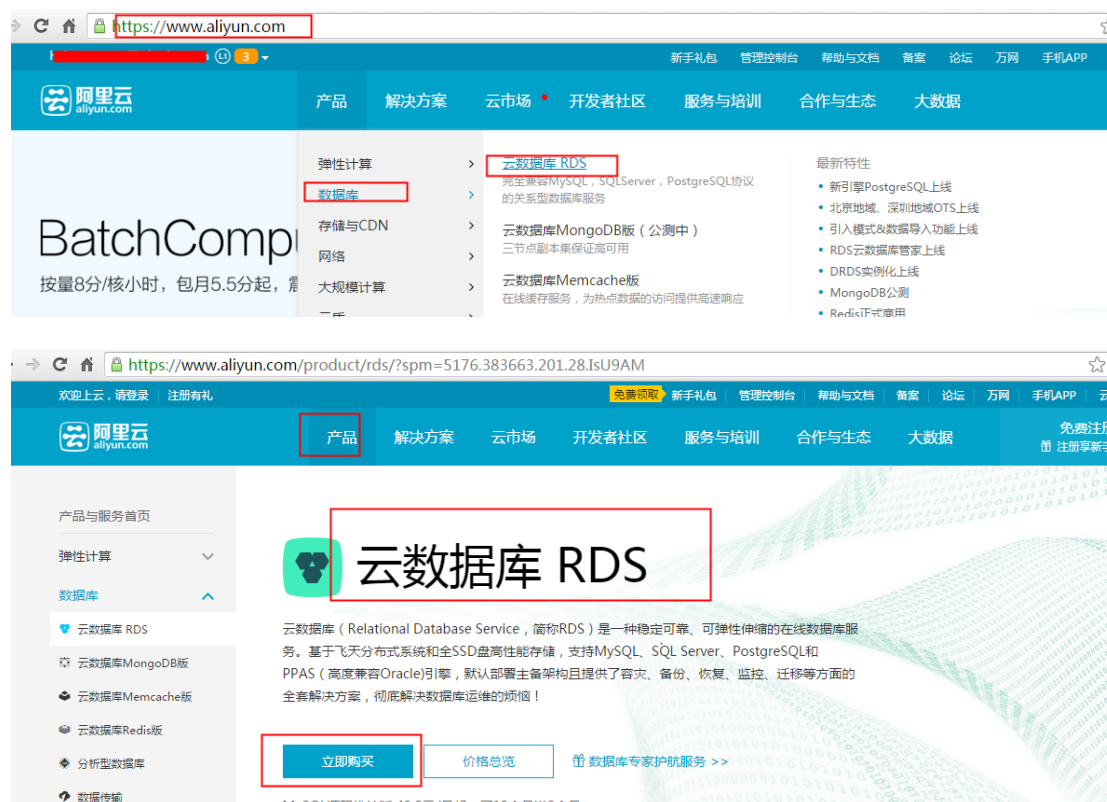 https://www.aliyun.com
3
新手礼包 管理控制台 帮助与文档 备案 论坛 万网 手机APP
阿里云
aliyun.com
产品 解决方案 云市场 开发者社区 服务与培训 合作与生态 大数据
弹性计算
数据库
存储与CDN
网络
大规模计算
云数据库 RDS
完全兼容MySQL,SQLServer,PostgreSQL协议
的关系型数据库服务
云数据库MongoDB版(公测中)
三节点副本集保证高可用
云数据库Memcache版
在线缓存服务,为热点数据的访问提供高速响应
最新特性
• 新引擎PostgreSQL上线
• 北京地域、深圳地域OTS上线
• 引入模式&数据导入功能上线
• RDS云数据库管家上线
• DRDS实例化上线
• MongoDB公测
• Redis正式商用
BatchComp
按量8分/核小时,包月5.5分起,
https://www.aliyun.com/product/rds/?spm=5176.383663.201.28.IsU9AM
欢迎上云,请登录 注册有礼
免费领取 新手礼包 管理控制台 帮助与文档 备案 论坛 万网 手机APP
阿里云
aliyun.com
产品 解决方案 云市场 开发者社区 服务与培训 合作与生态 大数据
免费注册
注册享新手
产品与服务首页
弹性计算
数据库
云数据库 RDS
云数据库MongoDB版
云数据库Memcache版
云数据库Redis版
分析型数据库
数据传输
云数据库 RDS
云数据库(Relational Database Service,简称RDS)是一种稳定可靠、可弹性伸缩的在线数据库服
务。基于飞天分布式系统和全SSD盘高性能存储,支持MySQL、SQL Server、PostgreSQL和
PPAS(高度兼容Oracle)引擎,默认部署主备架构且提供了容灾、备份、恢复、监控、迁移等方面的
全套解决方案,彻底解决数据库运维的烦恼!
立即购买 价格总览 数据库专家护航服务 >>